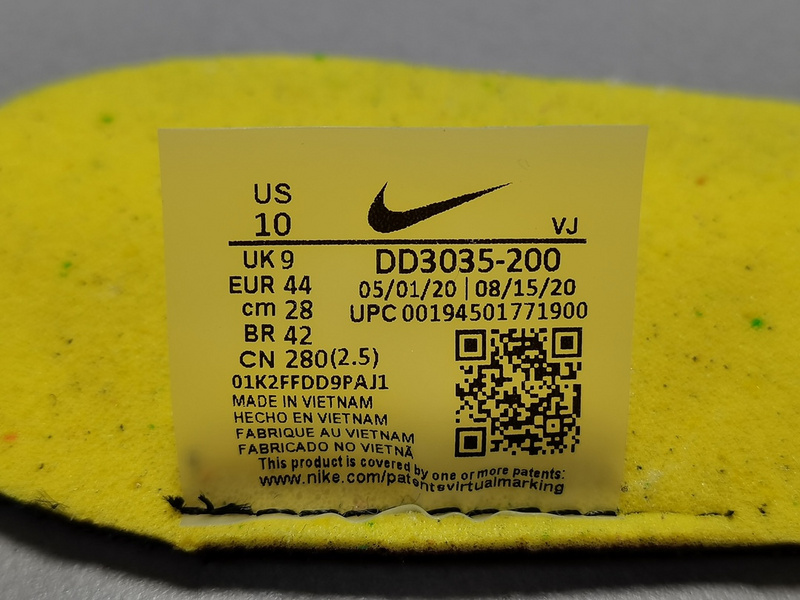 US
10
VJ
UK 9
EUR 44
cm 28
BR 42
CN 280(2.5)
DD3035-200
05/01/20 | 08/15/20
UPC 00194501771900
01K2FFDD9PAJ1
MADE IN VIETNAM
HECHO EN VIETNAM
FABRIQUE AU VIETNAM
FABRICADO NO VIETNÃ
This product is covered by one or more patents:
www.nike.com/patentsvirtualmarking